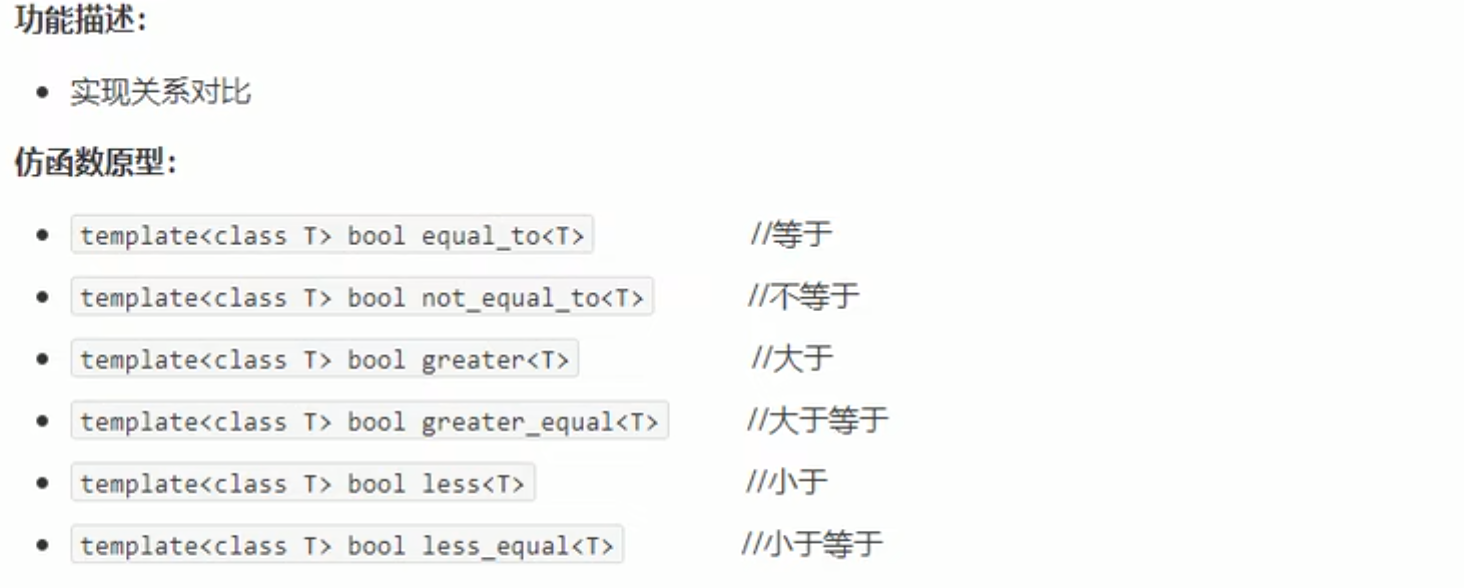 功能描述：
实现关系对比
仿函数原型：
template<class T> bool equal_to<T> //等于
template<class T> bool not_equal_to<T> //不等于
template<class T> bool greater<T> //大于
template<class T> bool greater_equal<T> //大于等于
template<class T> bool less<T> //小于
template<class T> bool less_equal<T> //小于等于